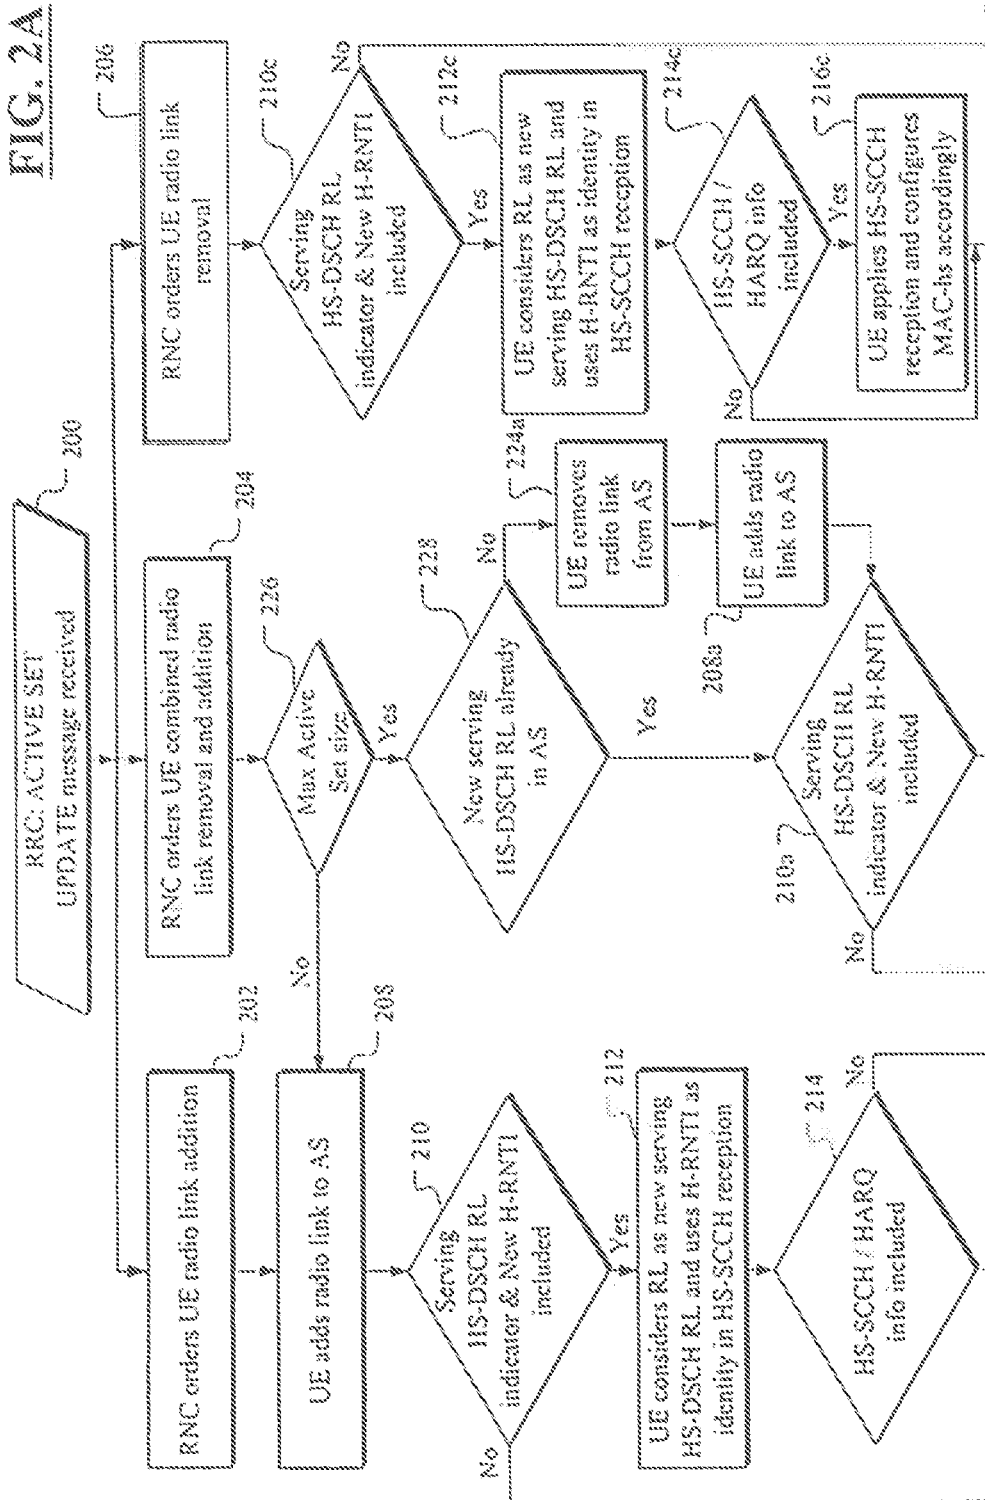 FIG. 2A
RRC: ACTIVE SET
UPDATE message received
200
RNC orders UE radio link addition
202
RNC orders UE combined radio
link removal and addition
204
RNC orders UE radio link
removal
206
UE adds radio link to AS
208
Max Active
Set size
226
No
Yes
Serving
HS-DSCH RL
indicator & New H-RNTI
included
210c
No
Yes
Serving
HS-DSCH RL
indicator & New H-RNTI
included
210
No
Yes
New serving
HS-DSCH RL already
in AS
228
No
Yes
UE removes
radio link
from AS
224a
UE considers RL as new
serving HS-DSCH RL and
uses H-RNTI as identity in
HS-SCCH reception
212c
UE considers RL as new serving
HS-DSCH RL and uses H-RNTI as
identity in HS-SCCH reception
212
UE adds radio
link to AS
208a
HS-SCCH /
HARQ info
included
214c
No
Yes
HS-SCCH / HARQ
info included
214
No
Serving
HS-DSCH RL
indicator & New H-RNTI
included
210a
No
UE applies HS-SCCH
reception and configures
MAC-hs accordingly
216c